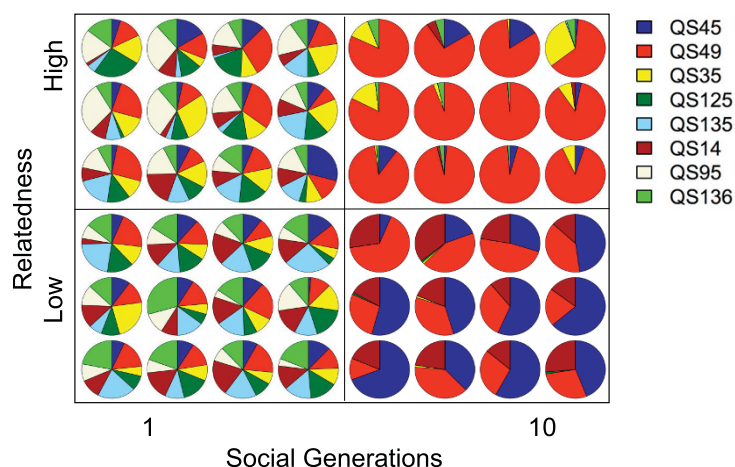 Relatedness
High
Low
1
10
Social Generations
QS45
QS49
QS35
QS125
QS135
QS14
QS95
QS136